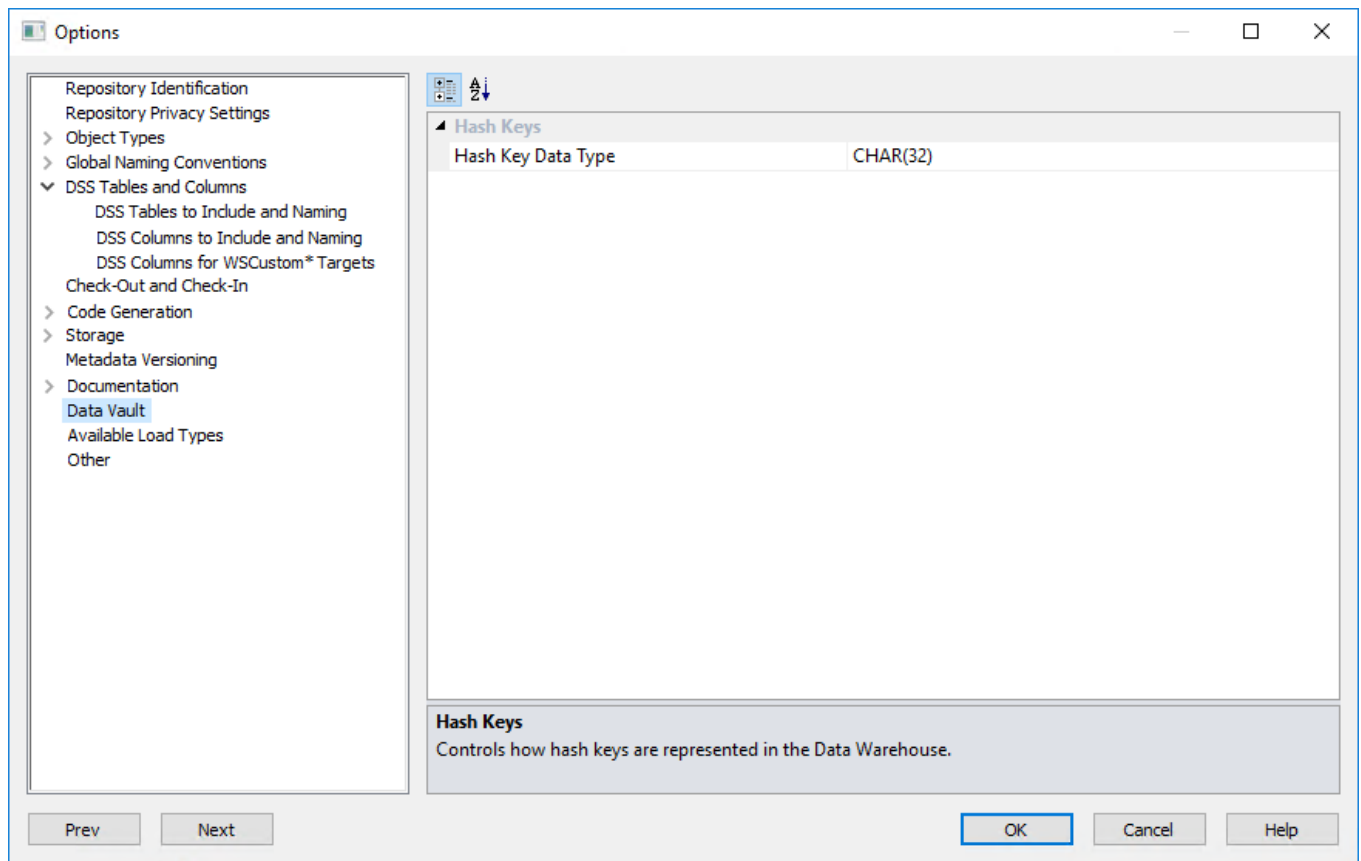 Options
Repository Identification
Repository Privacy Settings
Object Types
Global Naming Conventions
DSS Tables and Columns
DSS Tables to Include and Naming
DSS Columns to Include and Naming
DSS Columns for WSCustom* Targets
Check-Out and Check-In
Code Generation
Storage
Metadata Versioning
Documentation
Data Vault
Available Load Types
Other
A
Z
Hash Keys
Hash Key Data Type CHAR(32)
Hash Keys
Controls how hash keys are represented in the Data Warehouse.
Prev Next OK Cancel Help